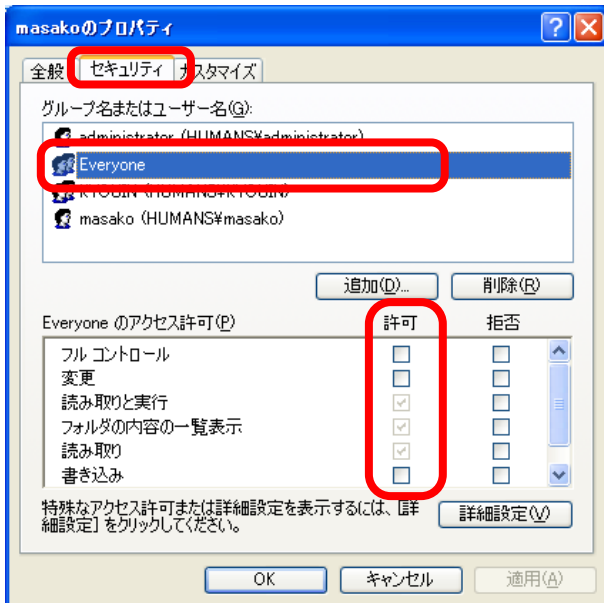 masakoのプロパティ
全般 セキュリティ カスタマイズ
グループ名またはユーザー名(G):
administrator (HUMANS¥administrator)
Everyone
KYOUIN (HUMANS¥KYOUIN)
masako (HUMANS¥masako)
追加(D)... 削除(R)
Everyone のアクセス許可(P) 許可 拒否
フル コントロール
変更
読み取りと実行
フォルダの内容の一覧表示
読み取り
書き込み
特殊なアクセス許可または詳細設定を表示するには、[詳
細設定] をクリックしてください。
詳細設定(V)
OK キャンセル 適用(A)